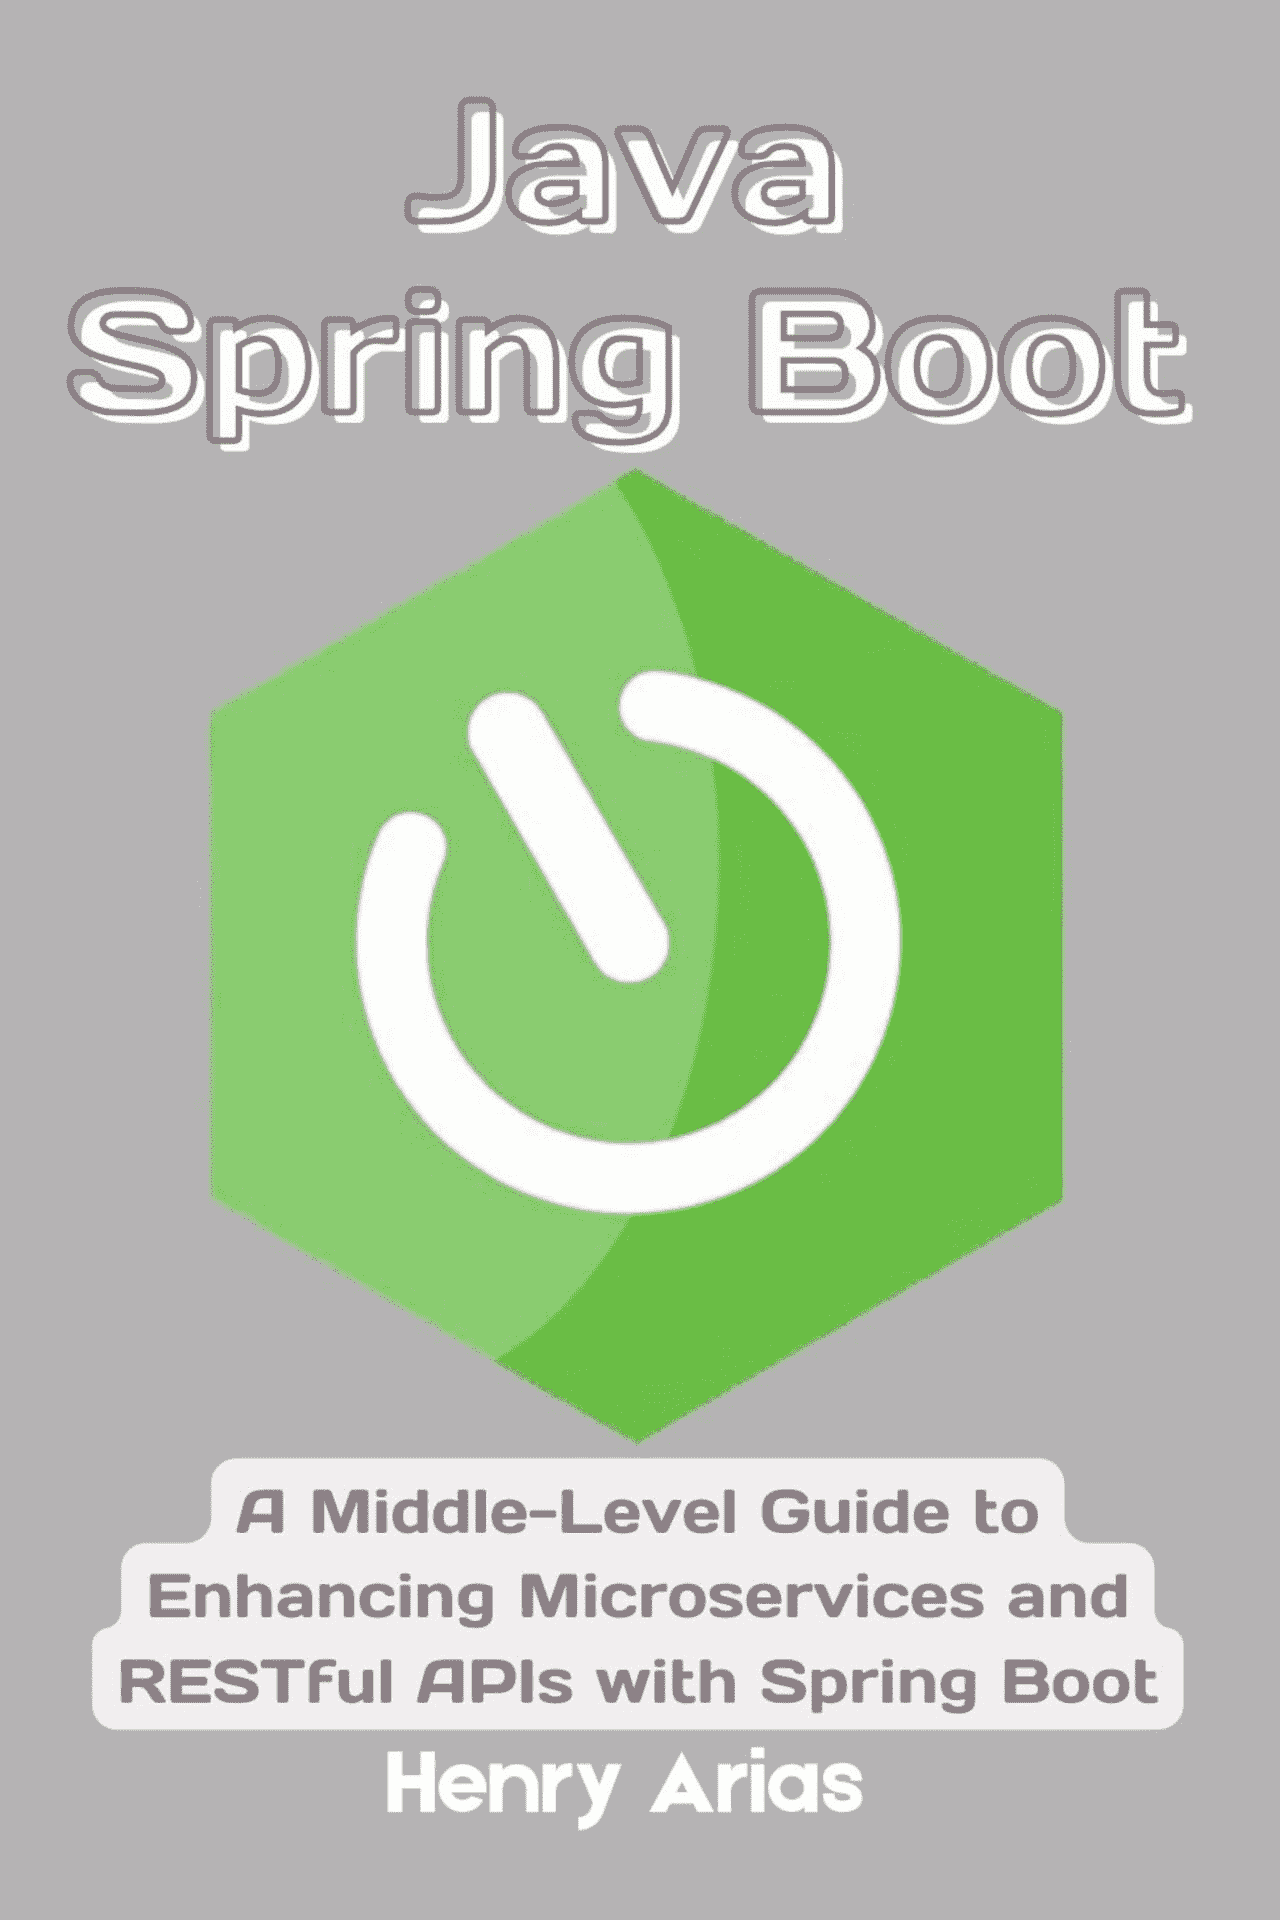 Java
Spring Boot
A Middle-Level Guide to
Enhancing Microservices and
RESTful APIs with Spring Boot
Henry Arias